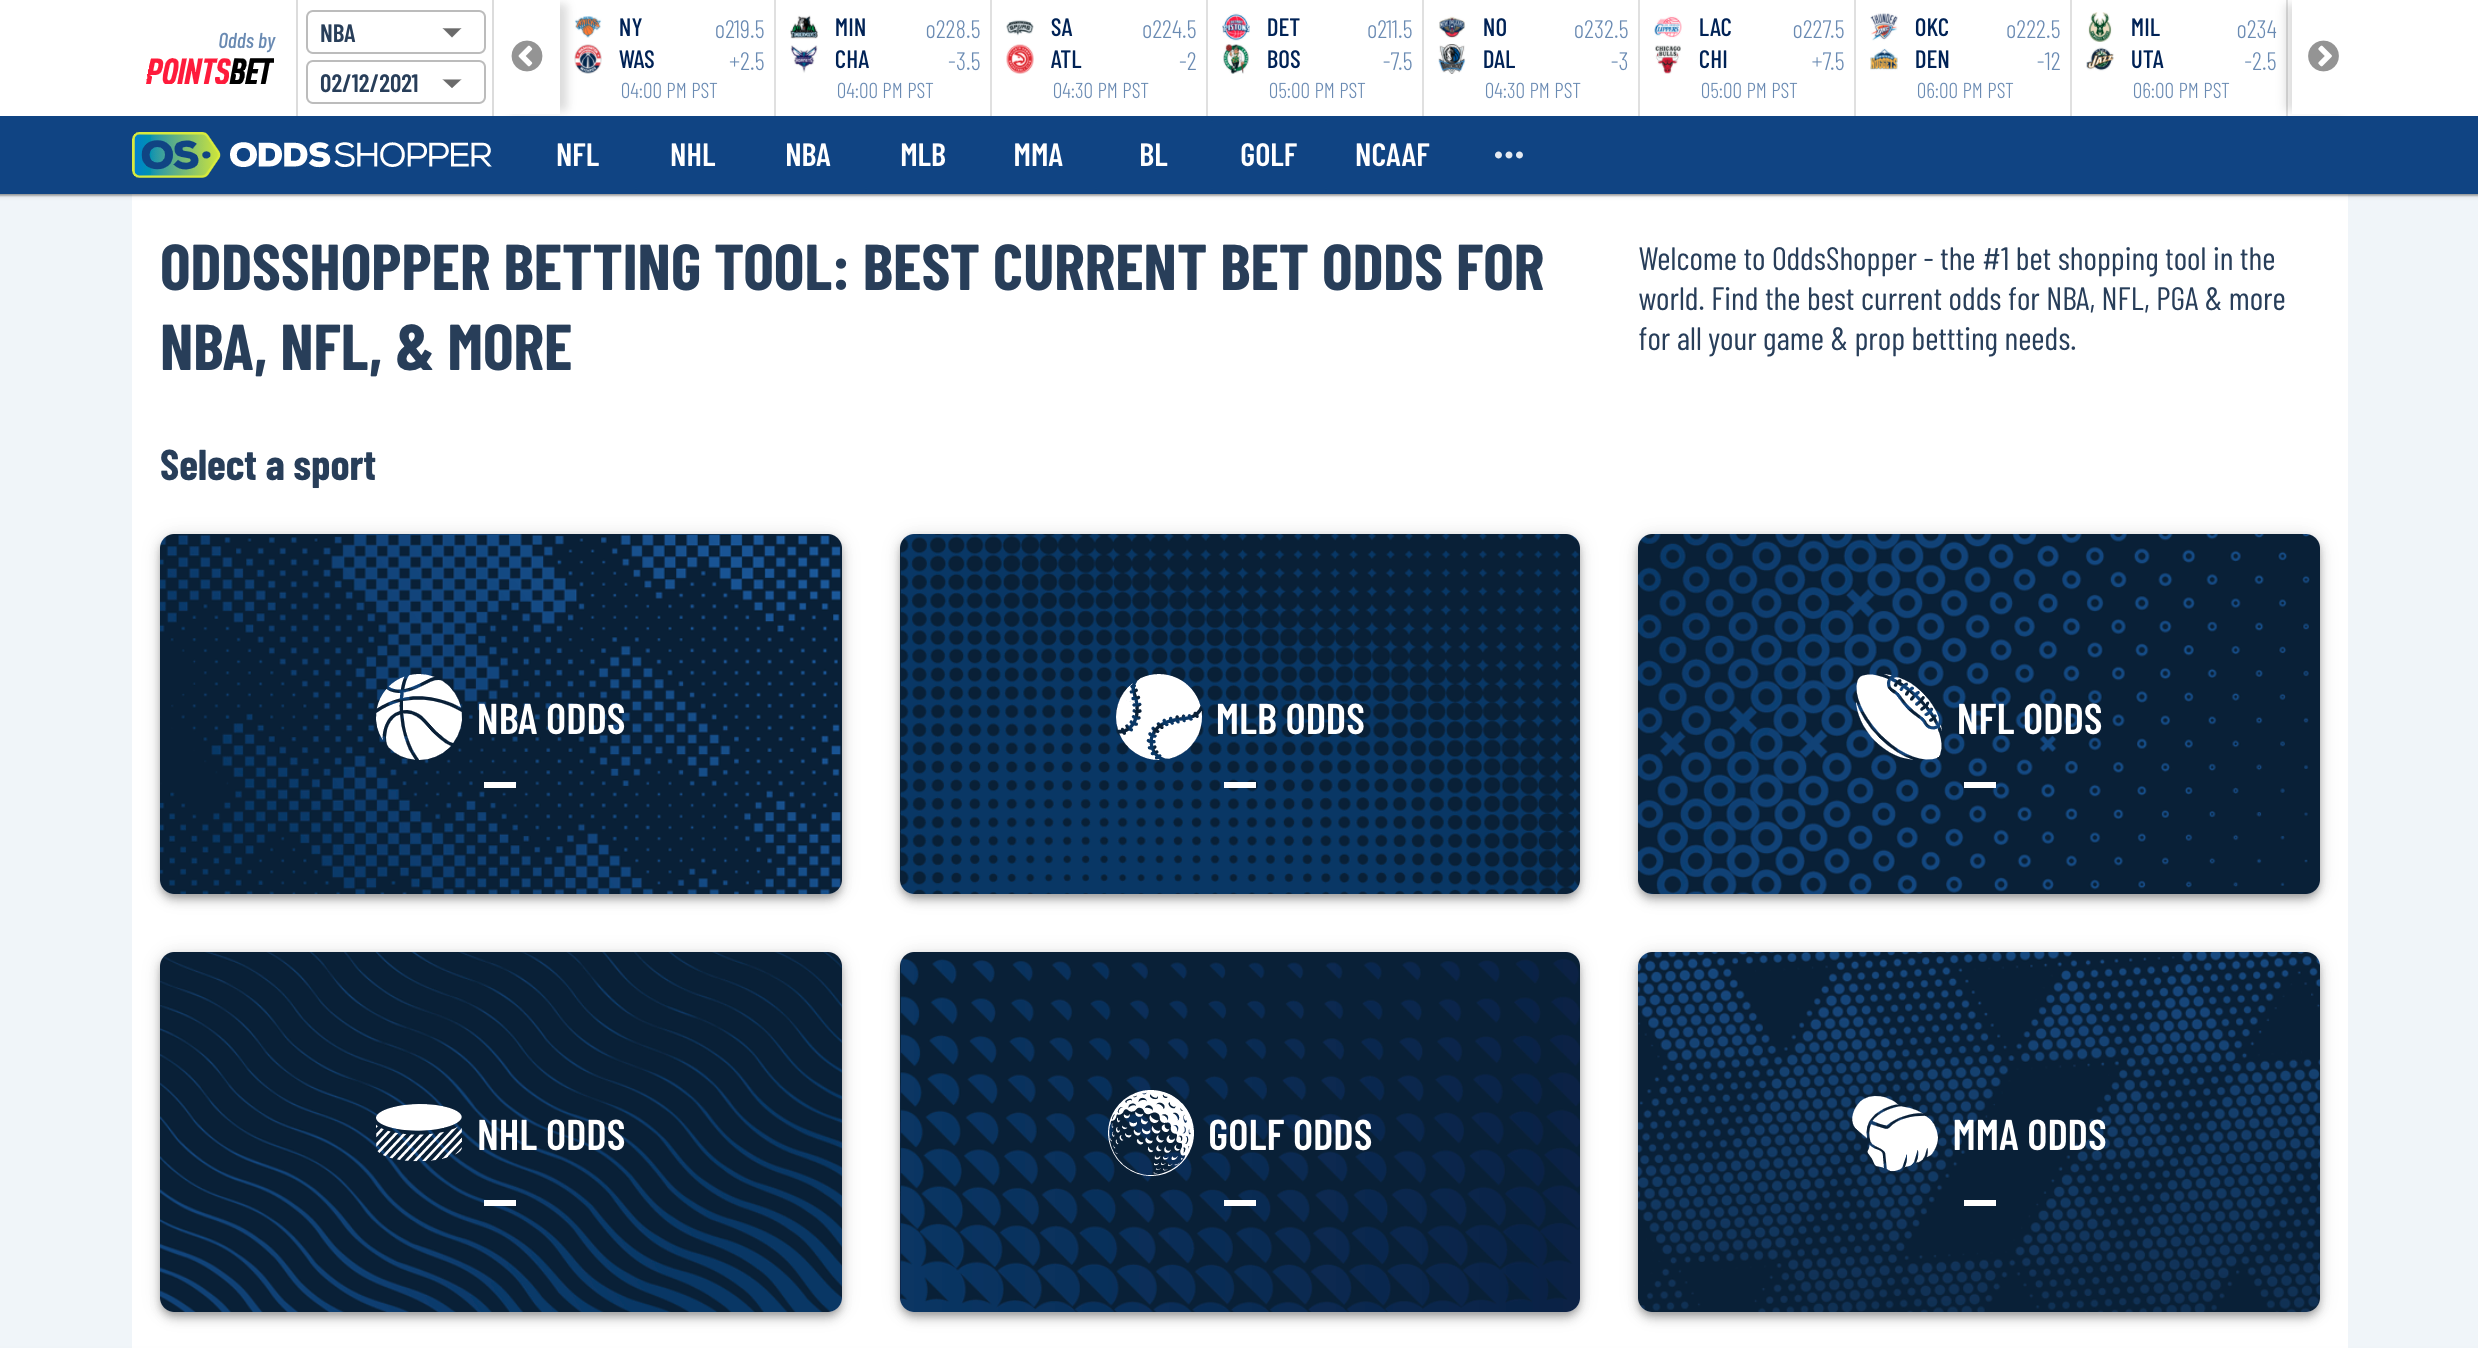 Odds by
POINTSBET
NBA
02/12/2021
NY o219.5
WAS +2.5
04:00 PM PST
MIN o228.5
CHA -3.5
04:00 PM PST
SA o224.5
ATL -2
04:30 PM PST
DET o211.5
BOS -7.5
05:00 PM PST
NO o232.5
DAL -3
04:30 PM PST
LAC o227.5
CHI +7.5
05:00 PM PST
OKC o222.5
DEN -12
06:00 PM PST
MIL o234
UTA -2.5
06:00 PM PST
OS ODDSSHOPPER NFL NHL NBA MLB MMA BL GOLF NCAAF •••
ODDSSHOPPER BETTING TOOL: BEST CURRENT BET ODDS FOR
NBA, NFL, & MORE
Welcome to OddsShopper - the #1 bet shopping tool in the
world. Find the best current odds for NBA, NFL, PGA & more
for all your game & prop bettting needs.
Select a sport
NBA ODDS
MLB ODDS
NFL ODDS
NHL ODDS
GOLF ODDS
MMA ODDS